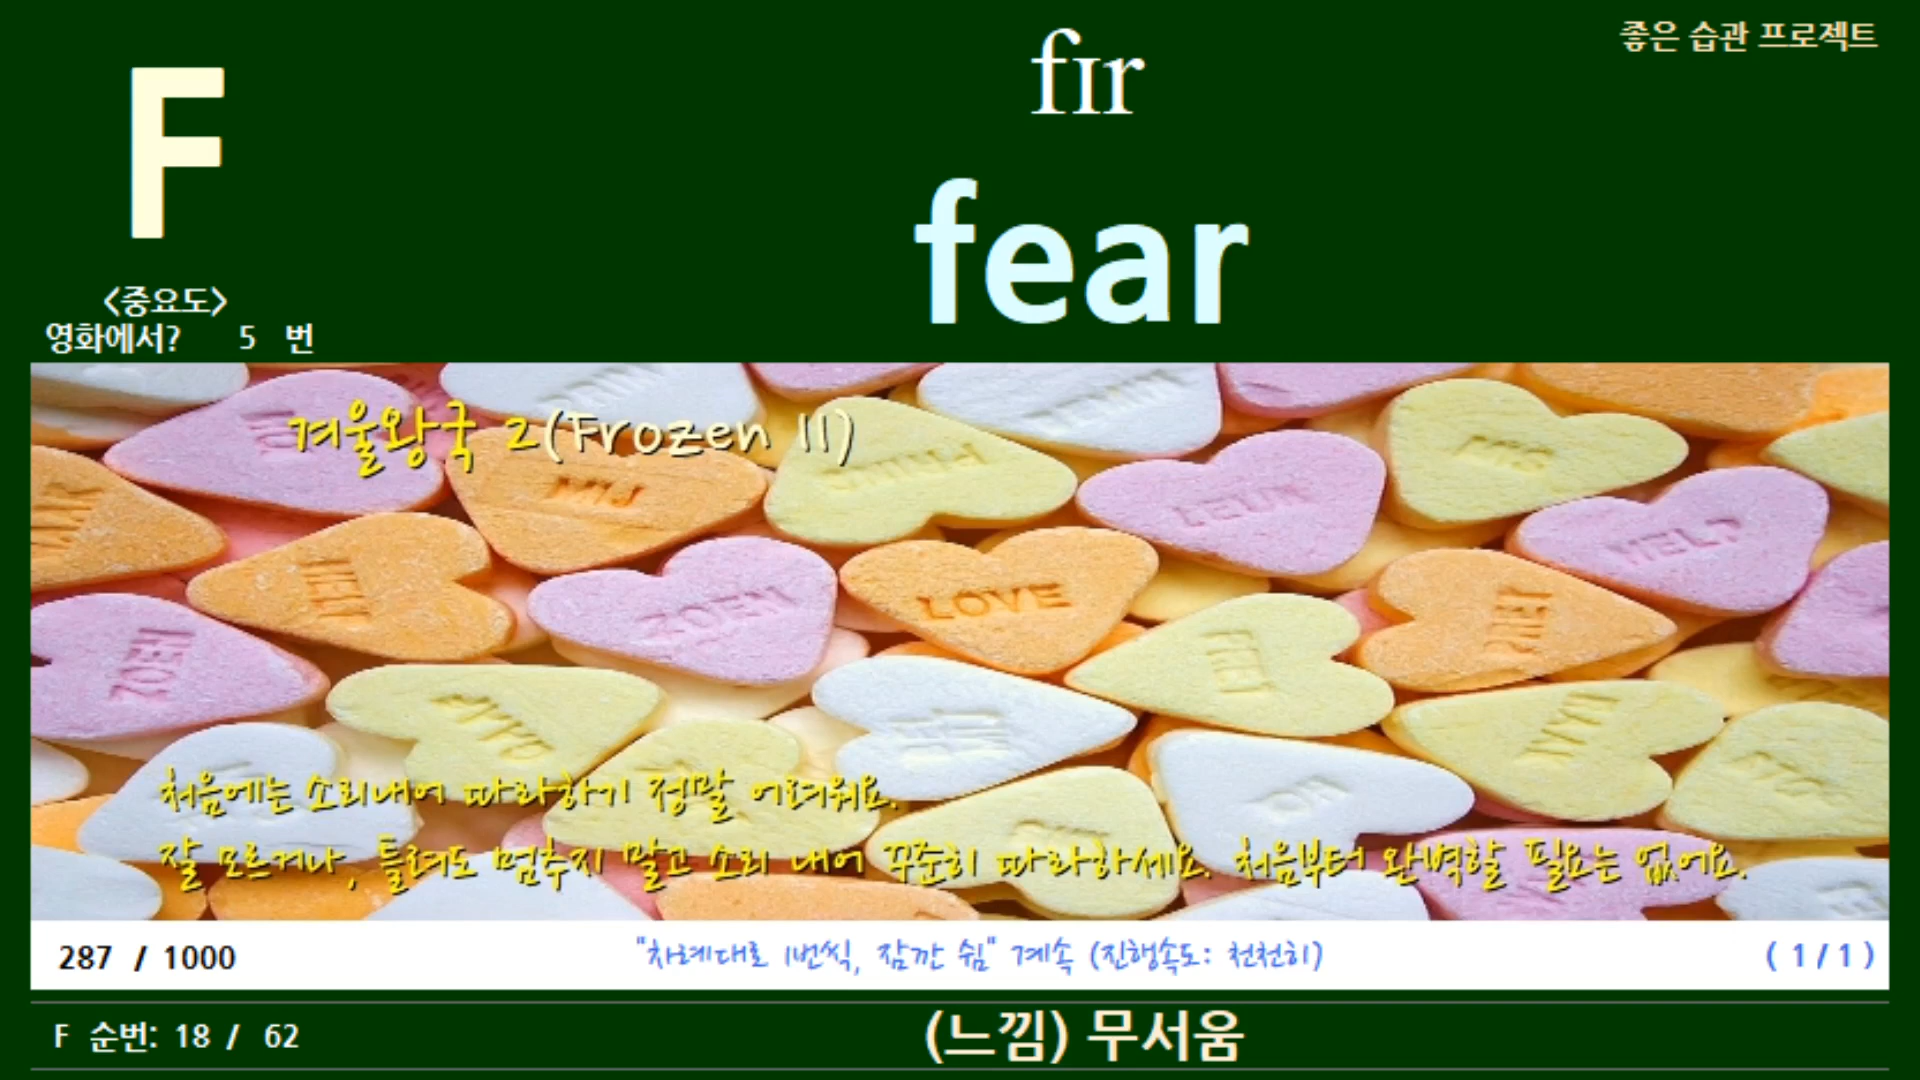 좋은 습관 프로젝트
F
fɪr
fear
<중요도>
영화에서? 5 번
겨울왕국 2(Frozen II)
LOVE
처음에는 소리내어 따라하기 정말 어려워요.
잘 모르거나, 틀려도 멈추지 말고 소리 내어 꾸준히 따라하세요. 처음부터 완벽할 필요는 없어요.
287 / 1000
"차례대로 1번씩, 잠깐 쉼" 계속 (진행속도: 천천히)
( 1 / 1 )
F 순번: 18 / 62
(느낌) 무서움